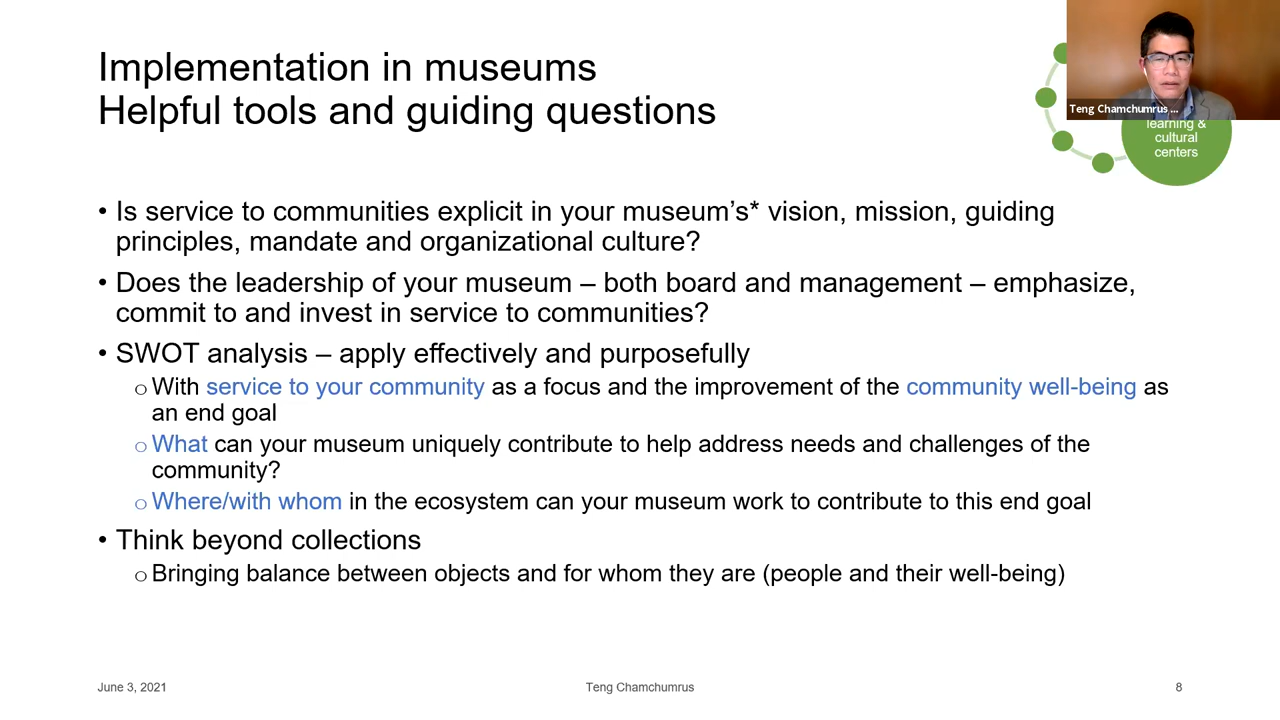 Implementation in museums
Helpful tools and guiding questions
Teng Chamchumrus ...
learning &
cultural
centers
• Is service to communities explicit in your museum’s* vision, mission, guiding
principles, mandate and organizational culture?
• Does the leadership of your museum – both board and management – emphasize,
commit to and invest in service to communities?
• SWOT analysis – apply effectively and purposefully
○ With service to your community as a focus and the improvement of the community well-being as
an end goal
○ What can your museum uniquely contribute to help address needs and challenges of the
community?
○ Where/with whom in the ecosystem can your museum work to contribute to this end goal
• Think beyond collections
○ Bringing balance between objects and for whom they are (people and their well-being)
June 3, 2021
Teng Chamchumrus
8